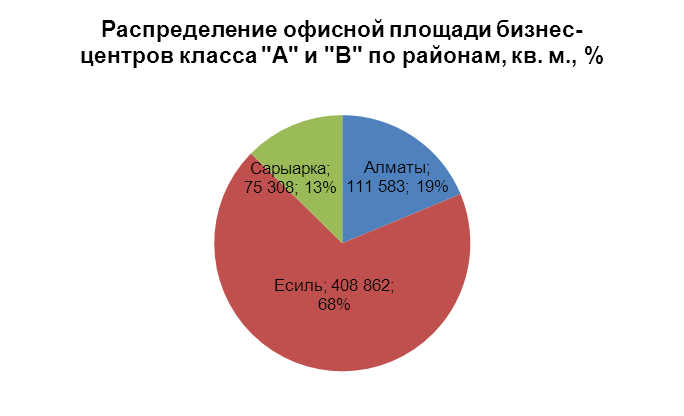 Распределение офисной площади бизнес-
центров класса "А" и "В" по районам, кв. м., %
Сарыарка;
75 308; 13%
Алматы;
111 583; 19%
Есиль; 408 862;
68%